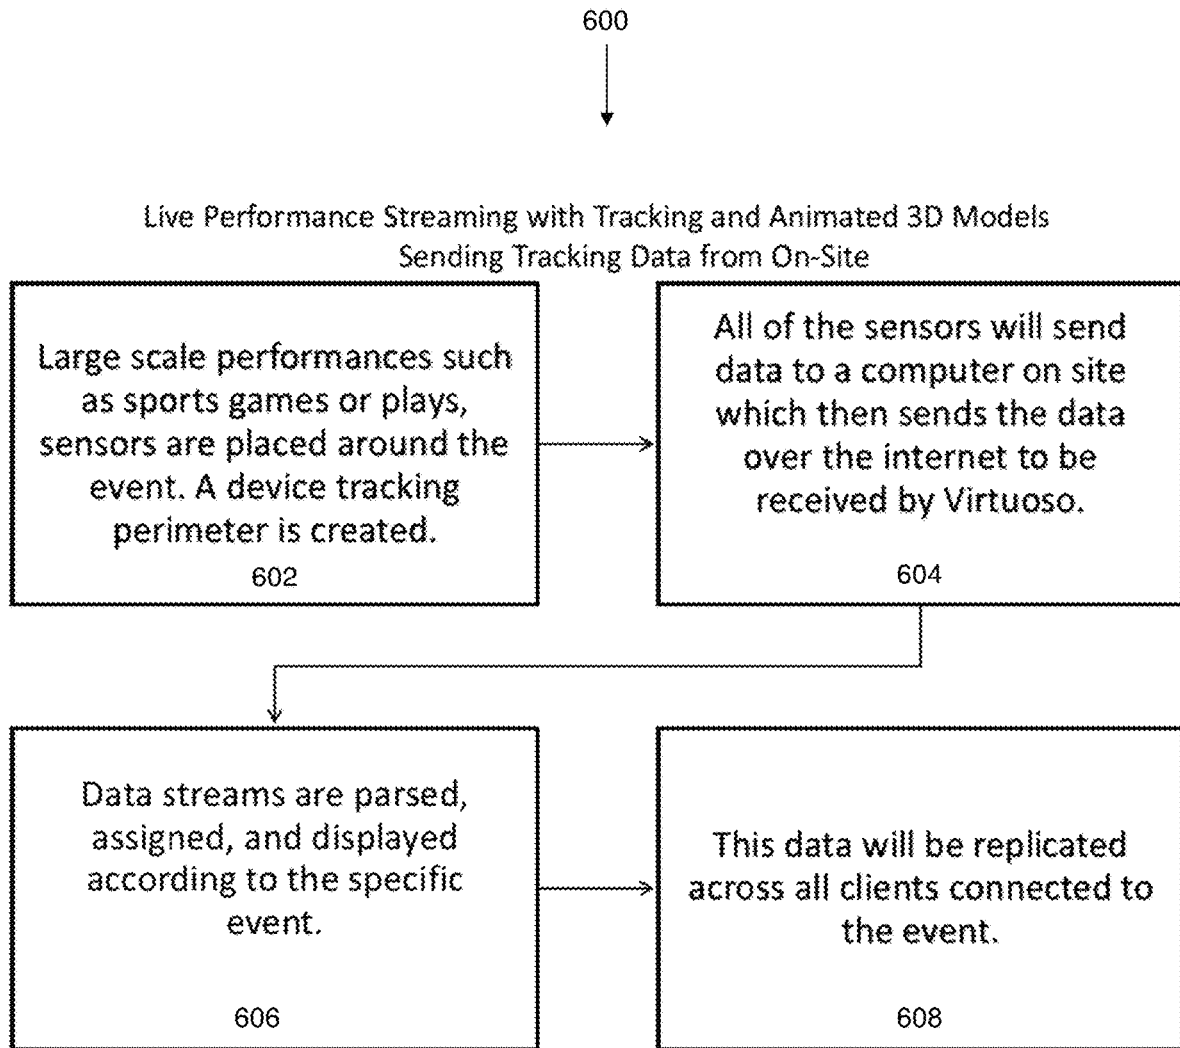 600
Live Performance Streaming with Tracking and Animated 3D Models
Sending Tracking Data from On-Site
Large scale performances such
as sports games or plays,
sensors are placed around the
event. A device tracking
perimeter is created.
602
All of the sensors will send
data to a computer on site
which then sends the data
over the internet to be
received by Virtuoso.
604
Data streams are parsed,
assigned, and displayed
according to the specific
event.
606
This data will be replicated
across all clients connected to
the event.
608